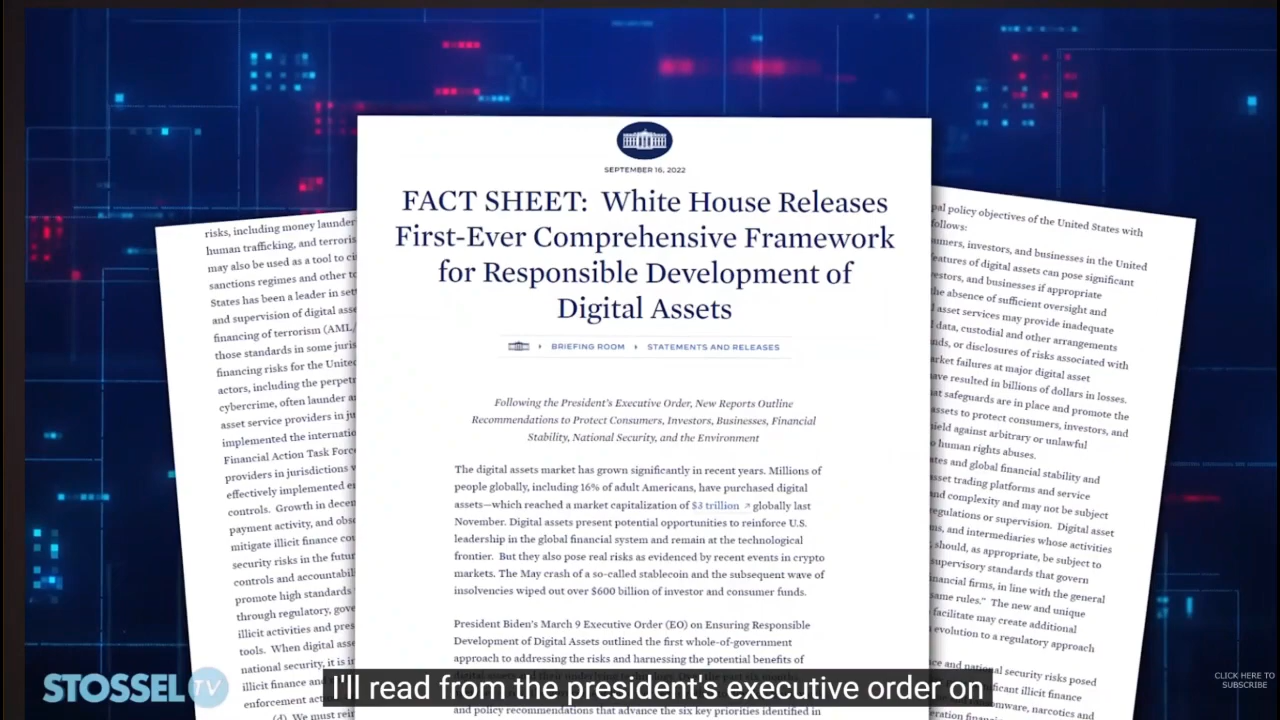 SEPTEMBER 16, 2022
FACT SHEET:  White House Releases
First-Ever Comprehensive Framework
for Responsible Development of
Digital Assets
BRIEFING ROOM
STATEMENTS AND RELEASES
Following the President's Executive Order, New Reports Outline
Recommendations to Protect Consumers, Investors, Businesses, Financial
Stability, National Security, and the Environment
The digital assets market has grown significantly in recent years. Millions of
people globally, including 16% of adult Americans, have purchased digital
assets—which reached a market capitalization of $3 trillion ↗ globally last
November. Digital assets present potential opportunities to reinforce U.S.
leadership in the global financial system and remain at the technological
frontier.  But they also pose real risks as evidenced by recent events in crypto
markets. The May crash of a so-called stablecoin and the subsequent wave of
insolvencies wiped out over $600 billion of investor and consumer funds.
President Biden's March 9 Executive Order (EO) on Ensuring Responsible
Development of Digital Assets outlined the first whole-of-government
approach to addressing the risks and harnessing the potential benefits of
and policy recommendations that advance the six key priorities identified in
risks, including money launder
human trafficking, and terroris
may also be used as a tool to ci
sanctions regimes and other to
States has been a leader in set
and supervision of digital asse
financing of terrorism (AML/
those standards in some juris
financing risks for the United
actors, including the perpetr
cybercrime, often launder a
asset service providers in ju
implemented the internatio
Financial Action Task Forc
providers in jurisdictions v
effectively implemented e
controls.  Growth in decen
payment activity, and obs
mitigate illicit finance cou
security risks in the futur
controls and accountabil
promote high standards
through regulatory, gove
illicit activities and pres
tools.  When digital asse
national security, it is in
illicit finance and
enforcement act
(d)  We must rein
pal policy objectives of the United States with
follows:
umers, investors, and businesses in the United
eatures of digital assets can pose significant
vestors, and businesses if appropriate
the absence of sufficient oversight and
asset services may provide inadequate
data, custodial and other arrangements
nds, or disclosures of risks associated with
rket failures at major digital asset
have resulted in billions of dollars in losses.
at safeguards are in place and promote the
assets to protect consumers, investors, and
ield against arbitrary or unlawful
o human rights abuses.
ates and global financial stability and
asset trading platforms and service
and complexity and may not be subject
regulations or supervision.  Digital asset
ms, and intermediaries whose activities
should, as appropriate, be subject to
supervisory standards that govern
nancial firms, in line with the general
same rules."  The new and unique
facilitate may create additional
evolution to a regulatory approach
ce and national security risks posed
nificant illicit finance
omware, narcotics and
eration finan
I'll read from the president's executive order on
STOSSEL TV
CLICK HERE TO
SUBSCRIBE